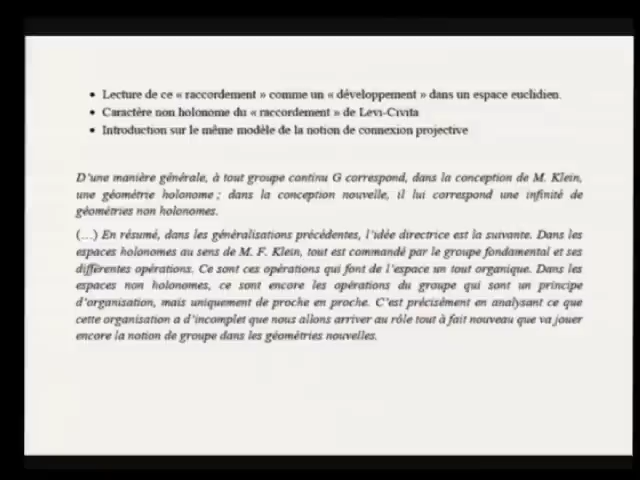 • Lecture de ce « raccordement » comme un « développement » dans un espace euclidien.
• Caractère non holonome du « raccordement » de Levi-Civita
• Introduction sur le même modèle de la notion de connexion projective
D'une manière générale, à tout groupe continu G correspond, dans la conception de M. Klein,
une géométrie holonome ; dans la conception nouvelle, il lui correspond une infinité de
géométries non holonomes.
(…) En résumé, dans les généralisations précédentes, l'idée directrice est la suivante. Dans les
espaces holonomes au sens de M. F. Klein, tout est commandé par le groupe fondamental et ses
différentes opérations. Ce sont ces opérations qui font de l'espace un tout organique. Dans les
espaces non holonomes, ce sont encore les opérations du groupe qui sont un principe
d'organisation, mais uniquement de proche en proche. C'est précisément en analysant ce que
cette organisation a d'incomplet que nous allons arriver au rôle tout à fait nouveau que va jouer
encore la notion de groupe dans les géométries nouvelles.